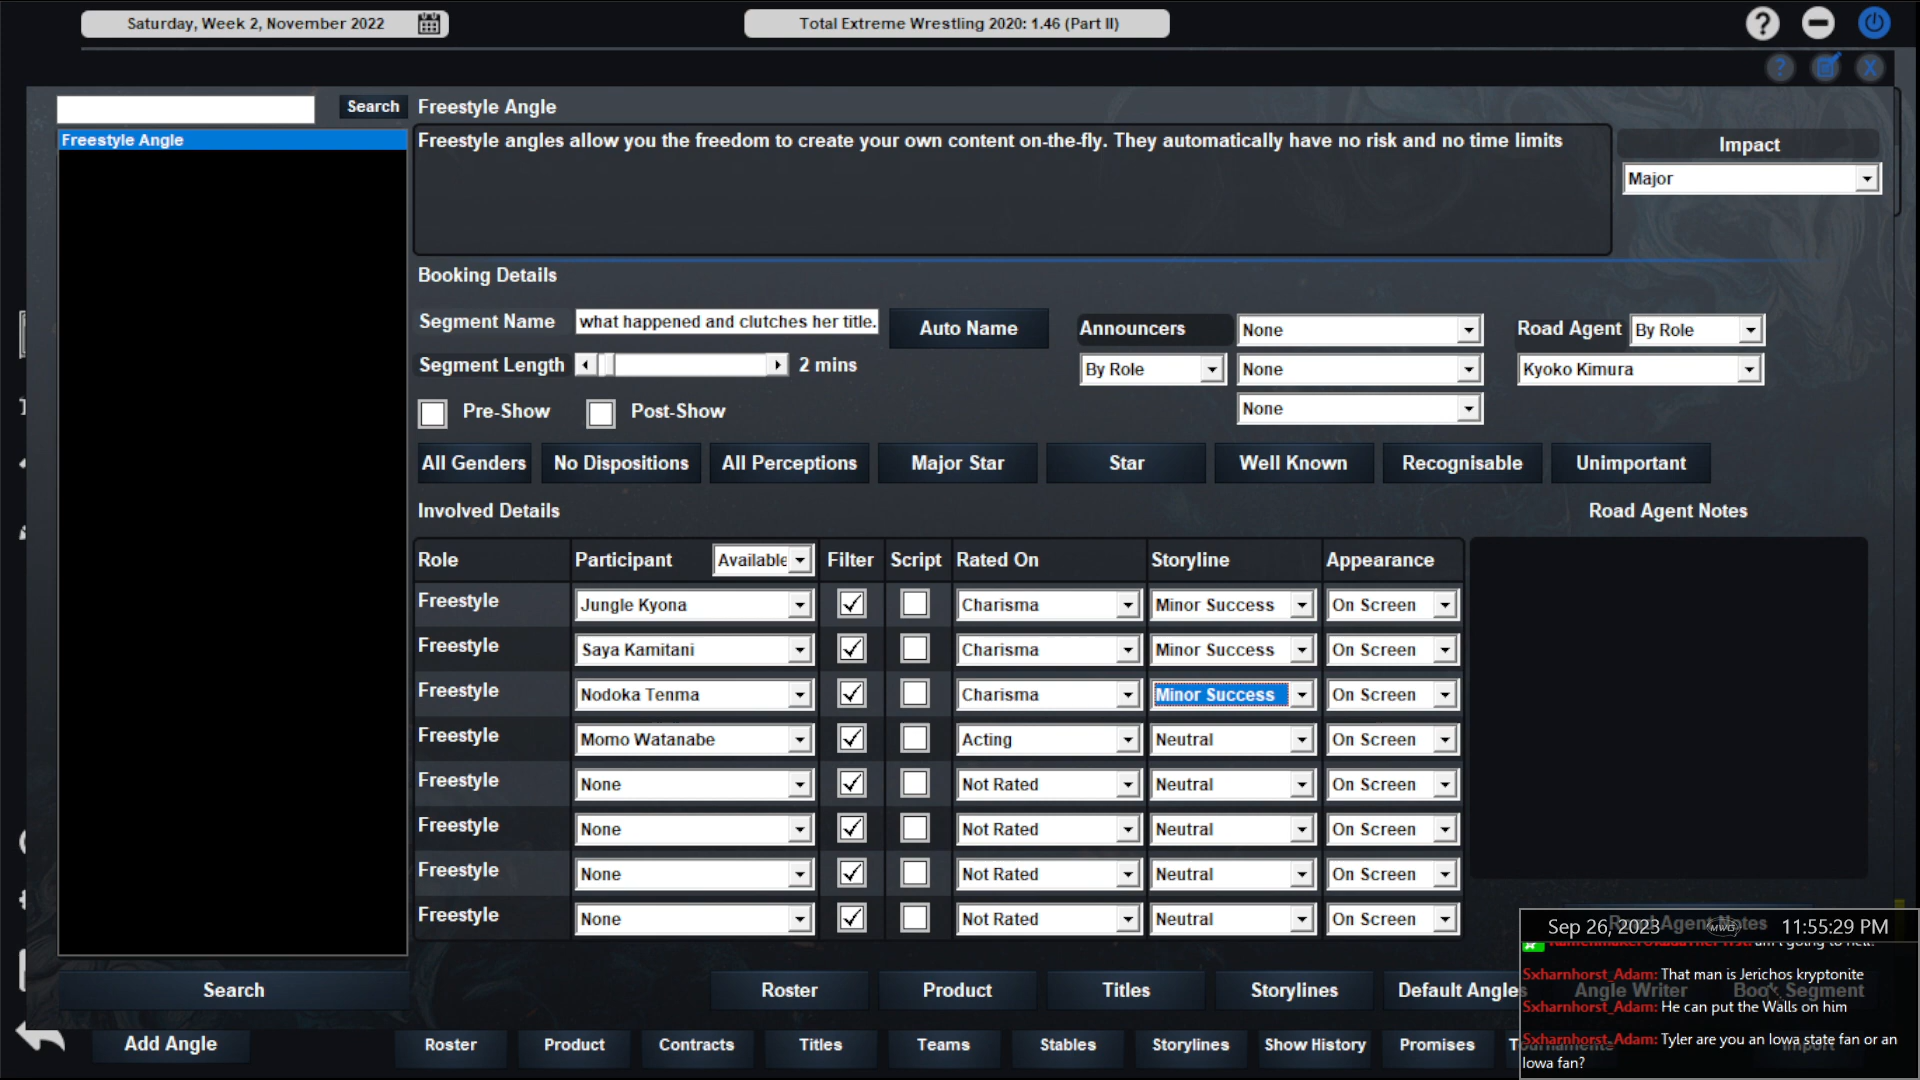 Saturday, Week 2, November 2022
Total Extreme Wrestling 2020: 1.46 (Part II)
Search
Freestyle Angle
Freestyle Angle
Freestyle angles allow you the freedom to create your own content on-the-fly. They automatically have no risk and no time limits
Impact
Major
Booking Details
Segment Name what happened and clutches her title. Auto Name Announcers None Road Agent By Role
Segment Length 2 mins By Role None Kyoko Kimura
Pre-Show Post-Show None
All Genders No Dispositions All Perceptions Major Star Star Well Known Recognisable Unimportant
Involved Details Road Agent Notes
Role Participant Available Filter Script Rated On Storyline Appearance
Freestyle Jungle Kyona Charisma Minor Success On Screen
Freestyle Saya Kamitani Charisma Minor Success On Screen
Freestyle Nodoka Tenma Charisma Minor Success On Screen
Freestyle Momo Watanabe Acting Neutral On Screen
Freestyle None Not Rated Neutral On Screen
Freestyle None Not Rated Neutral On Screen
Freestyle None Not Rated Neutral On Screen
Freestyle None Not Rated Neutral On Screen
Road Agent Notes
Sep 26, 2023 MWG 11:55:29 PM
Sxharnhorst_Adam: That man is Jerichos kryptonite
Sxharnhorst_Adam: He can put the Walls on him
Sxharnhorst_Adam: Tyler are you an Iowa state fan or an
Iowa fan?
Search Roster Product Titles Storylines Default Angles Angle Writer Book Segment
Add Angle Roster Product Contracts Titles Teams Stables Storylines Show History Promises Tournaments Import